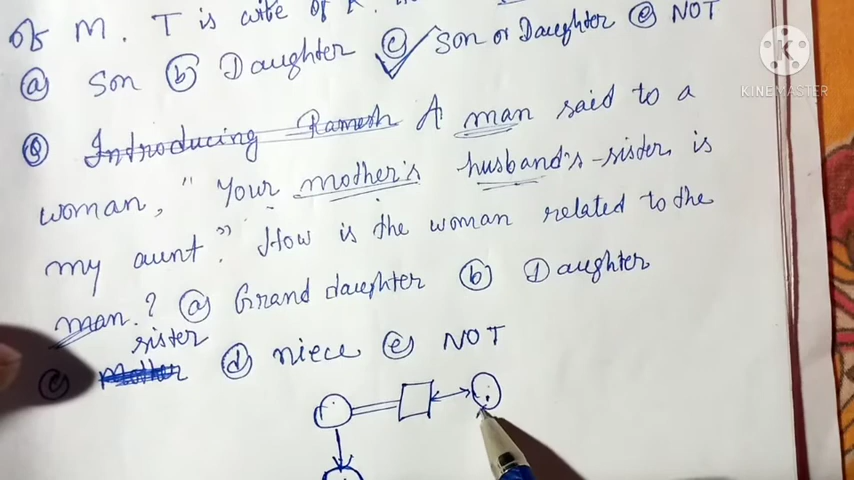 of M. T is wife of K.
(a) Son (b) Daughter (c) Son or Daughter (e) NOT
(Q) Introducing Ramesh A man said to a
woman, "Your mother's husband's sister is
my aunt". How is the woman related to the
man.? (a) Grand daughter (b) Daughter
(c) Mother sister (d) niece (e) NOT
K
KINEMASTER